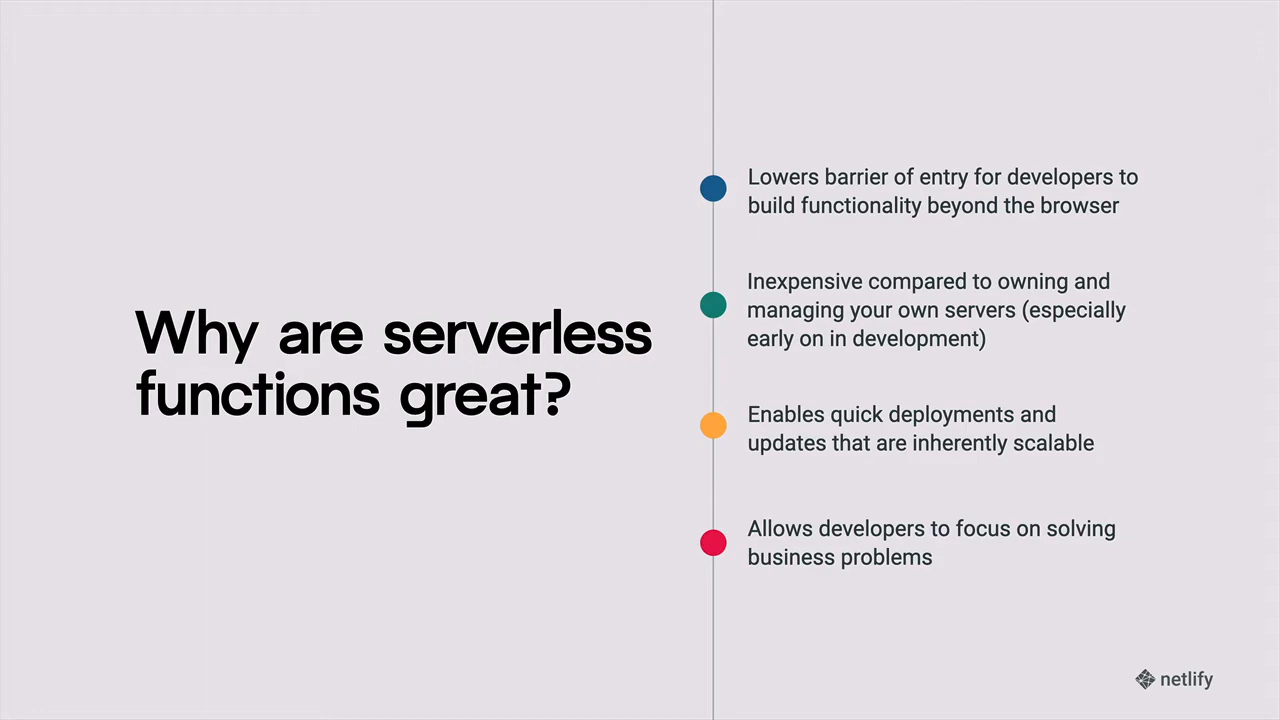 Why are serverless
functions great?
Lowers barrier of entry for developers to
build functionality beyond the browser
Inexpensive compared to owning and
managing your own servers (especially
early on in development)
Enables quick deployments and
updates that are inherently scalable
Allows developers to focus on solving
business problems
netlify